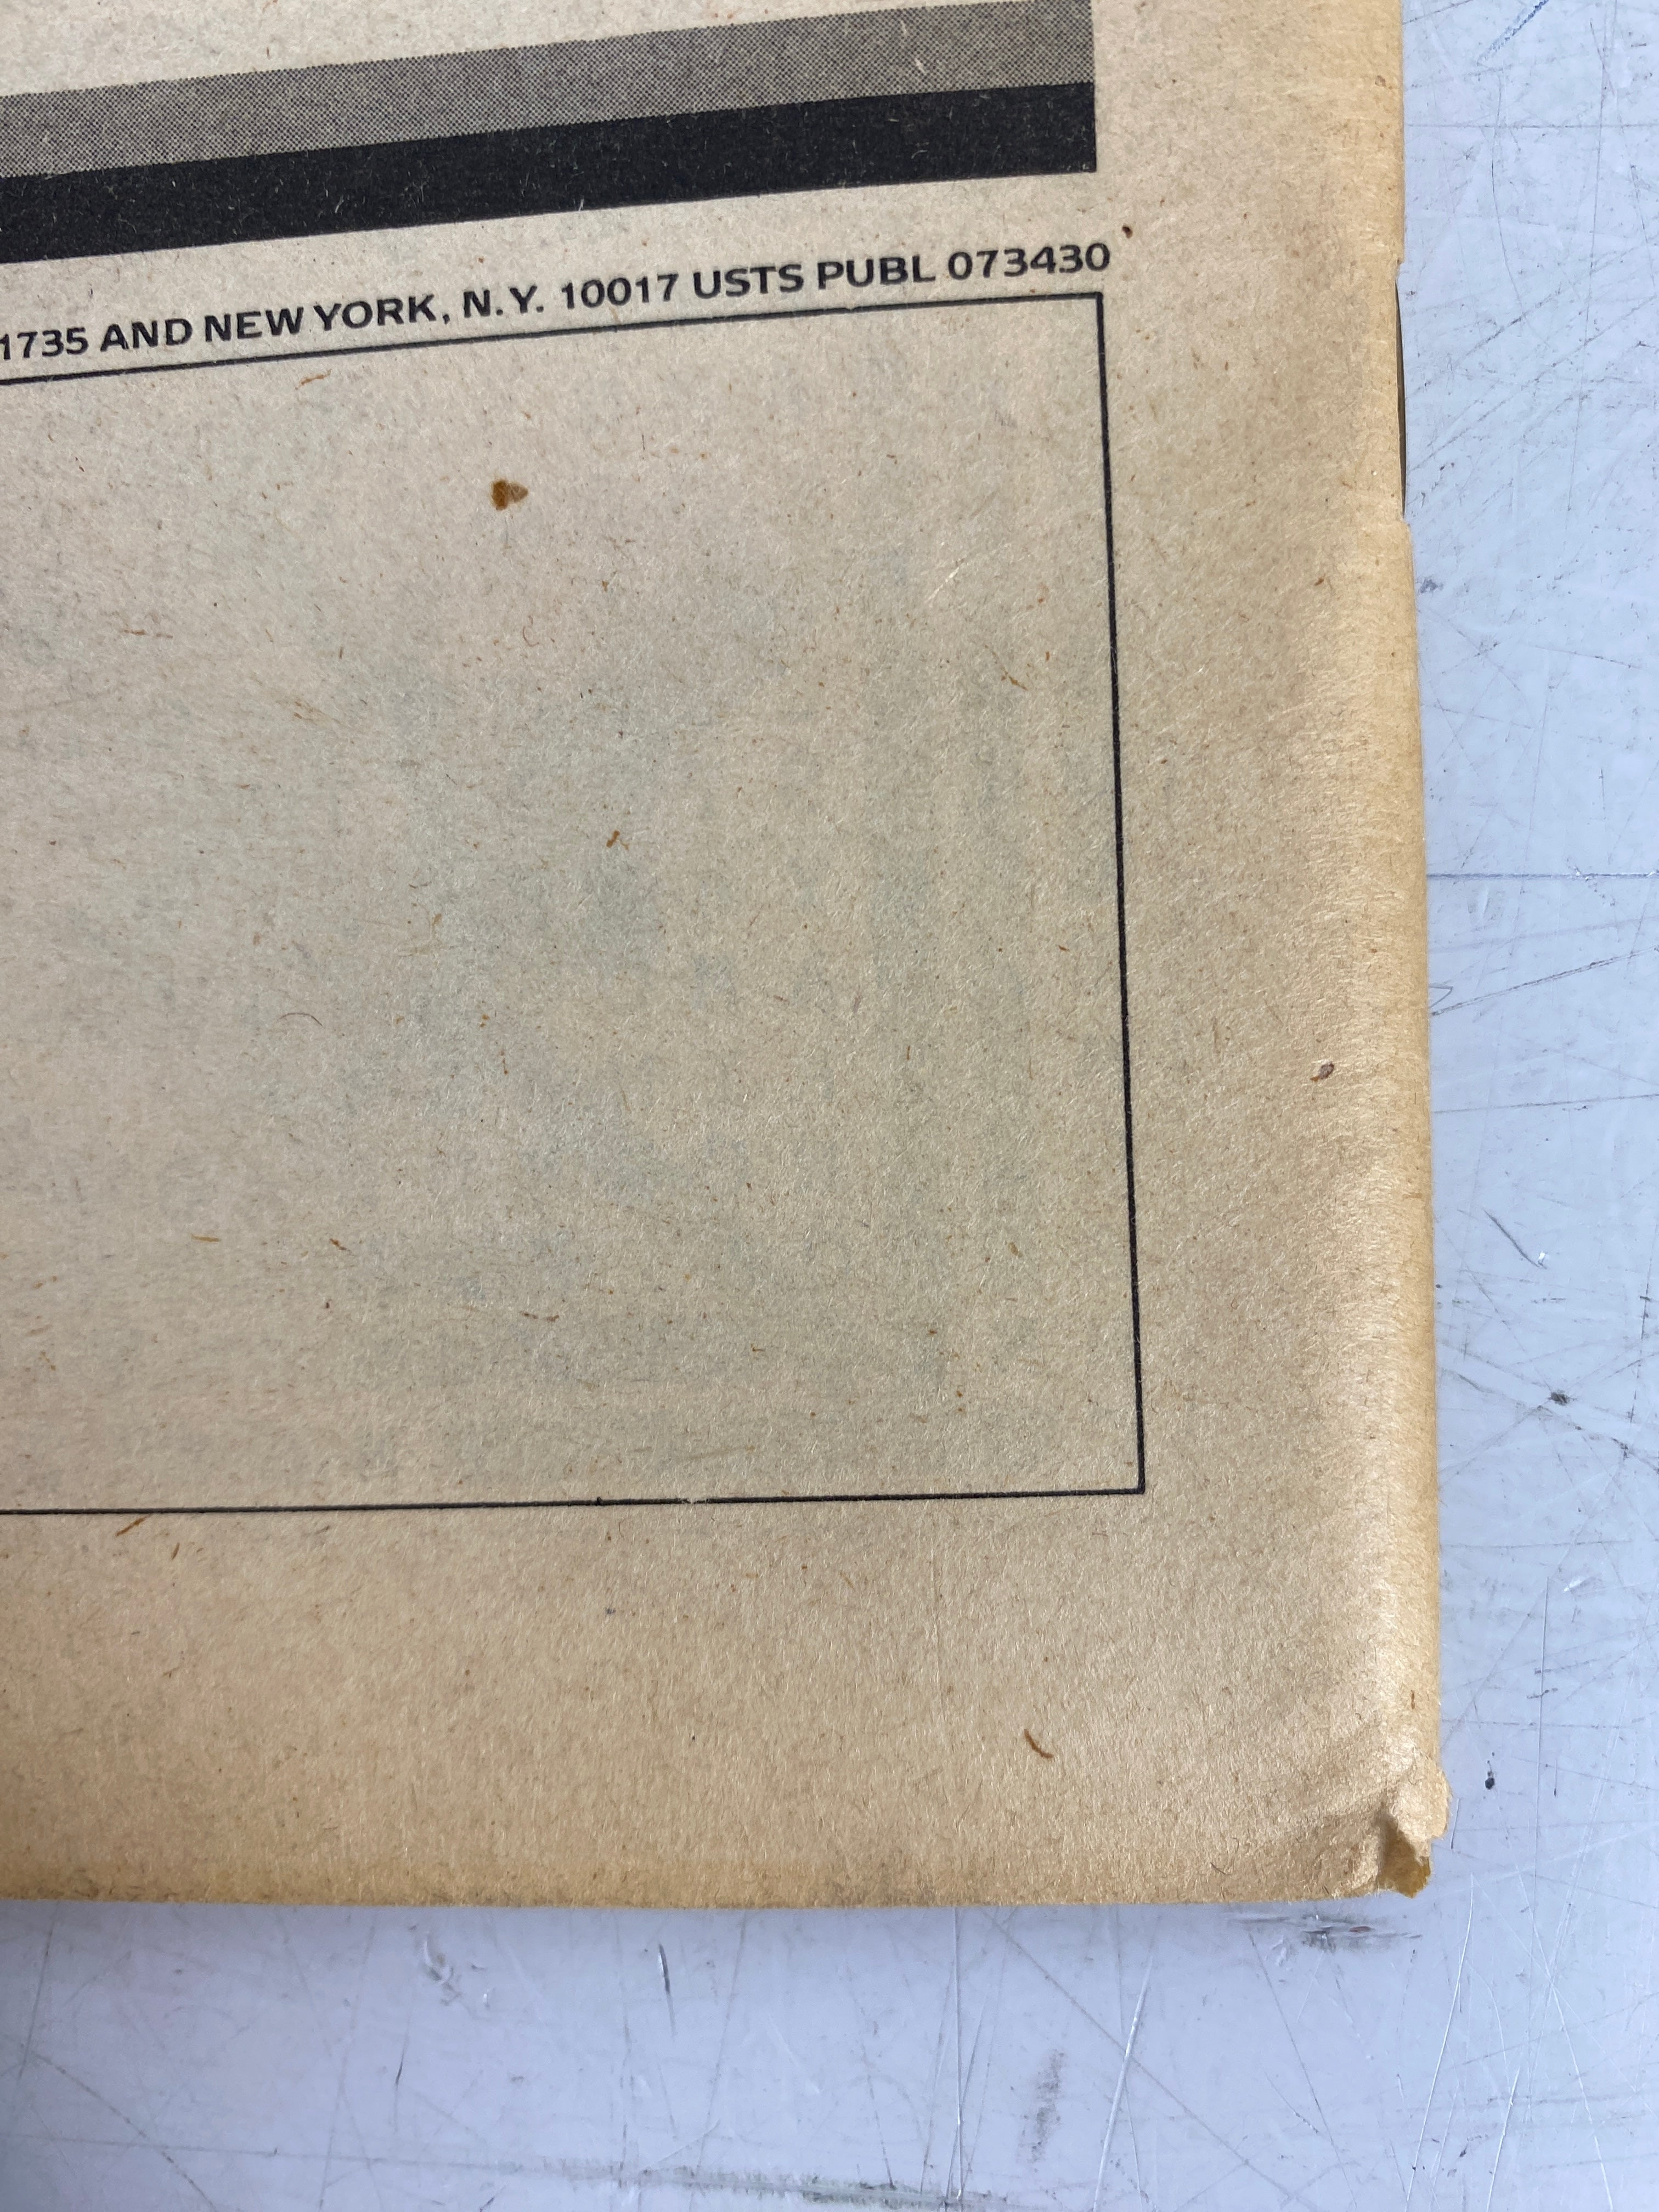 1735 AND NEW YORK, N.Y. 10017 USTS PUBL 073430